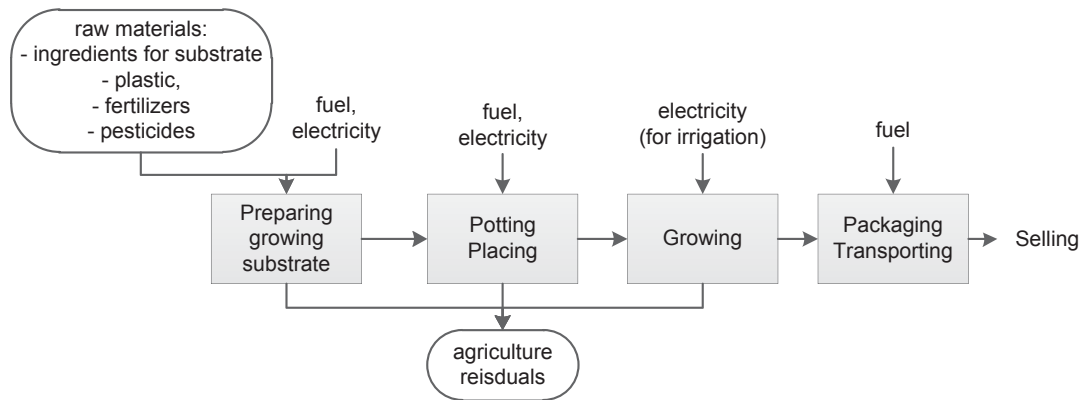 raw materials:
- ingredients for substrate
- plastic,
- fertilizers
- pesticides
fuel,
electricity
fuel,
electricity
electricity
(for irrigation)
fuel
Preparing
growing
substrate
Potting
Placing
Growing
Packaging
Transporting
Selling
agriculture
reisduals